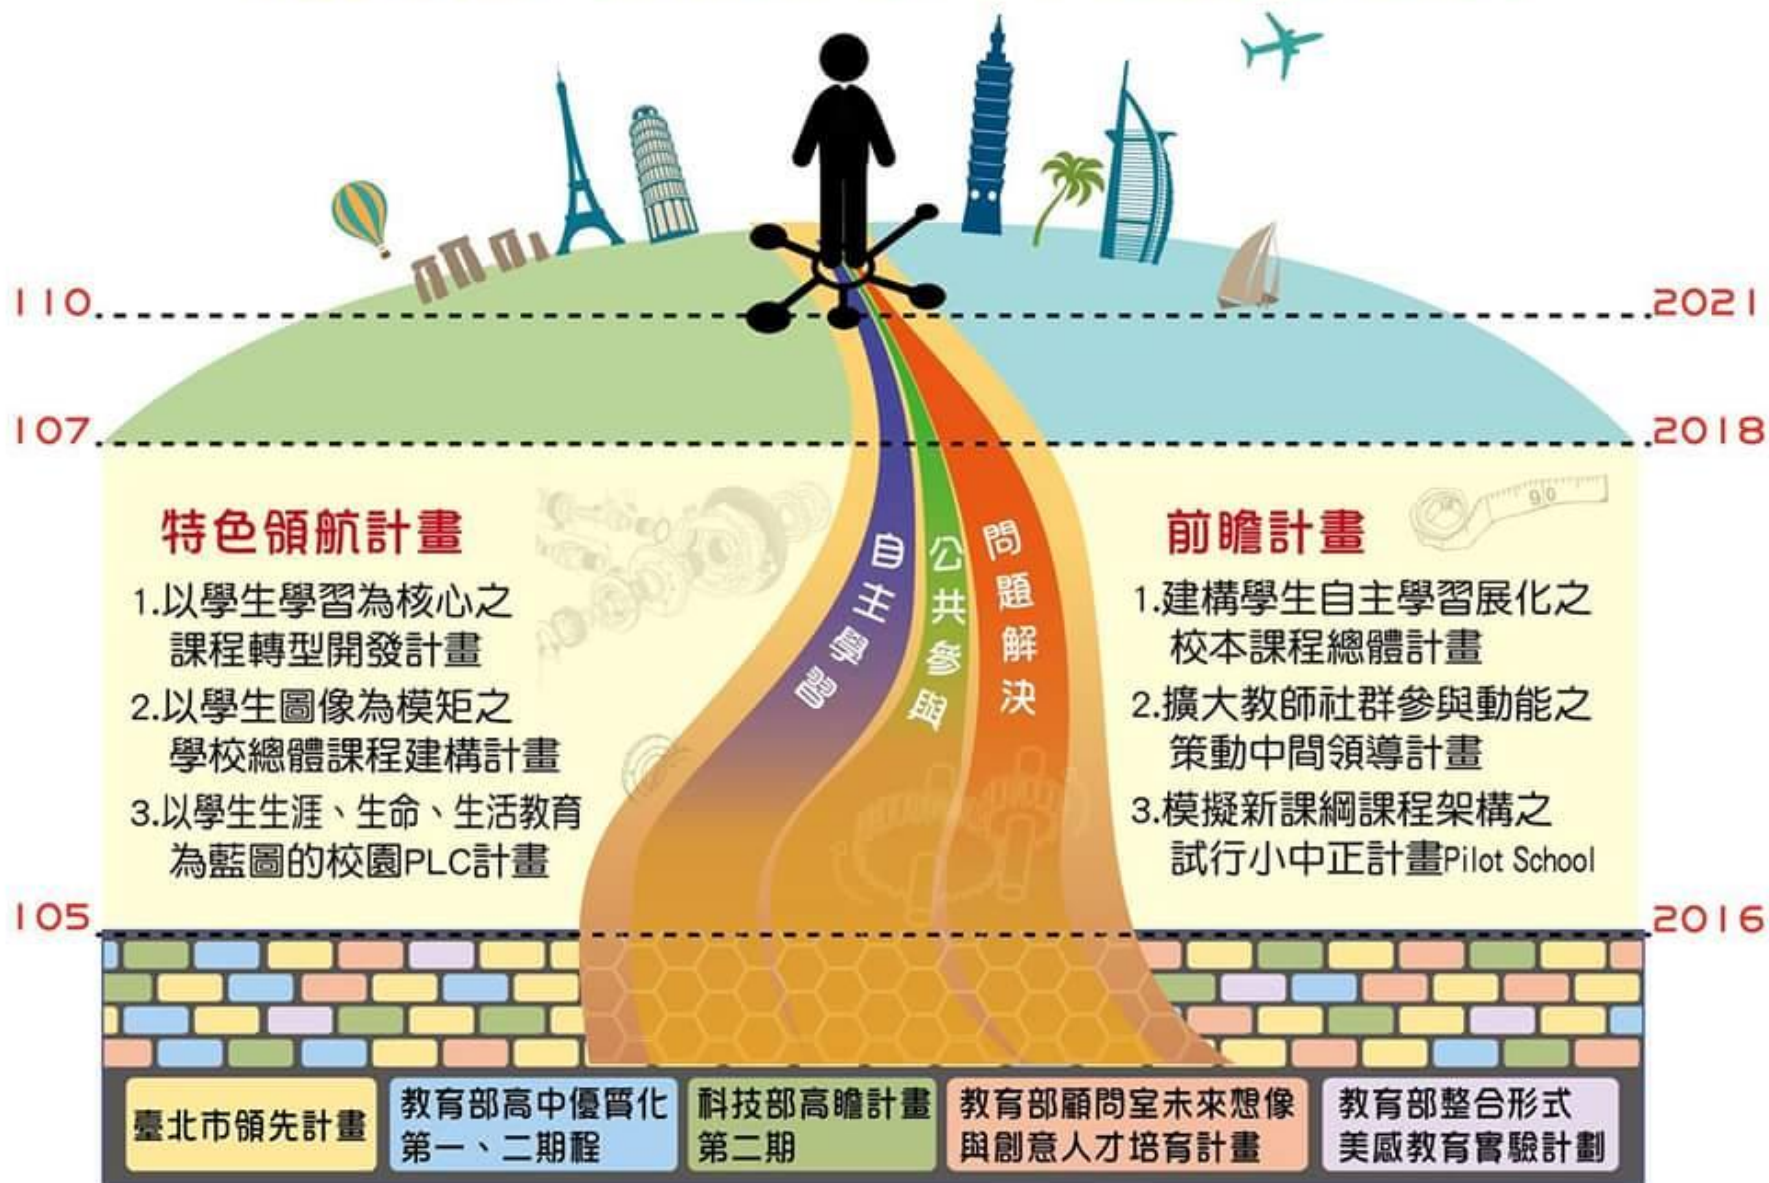 110
2021
107
2018
特色領航計畫
1.以學生學習為核心之
課程轉型開發計畫
2.以學生圖像為模矩之
學校總體課程建構計畫
3.以學生生涯、生命、生活教育
為藍圖的校園PLC計畫
自主學習
公共參與
問題解決
90
前瞻計畫
1.建構學生自主學習展化之
校本課程總體計畫
2.擴大教師社群參與動能之
策動中間領導計畫
3.模擬新課綱課程架構之
試行小中正計畫Pilot School
105
2016
臺北市領先計畫
教育部高中優質化
第一、二期程
科技部高瞻計畫
第二期
教育部顧問室未來想像
與創意人才培育計畫
教育部整合形式
美感教育實驗計劃